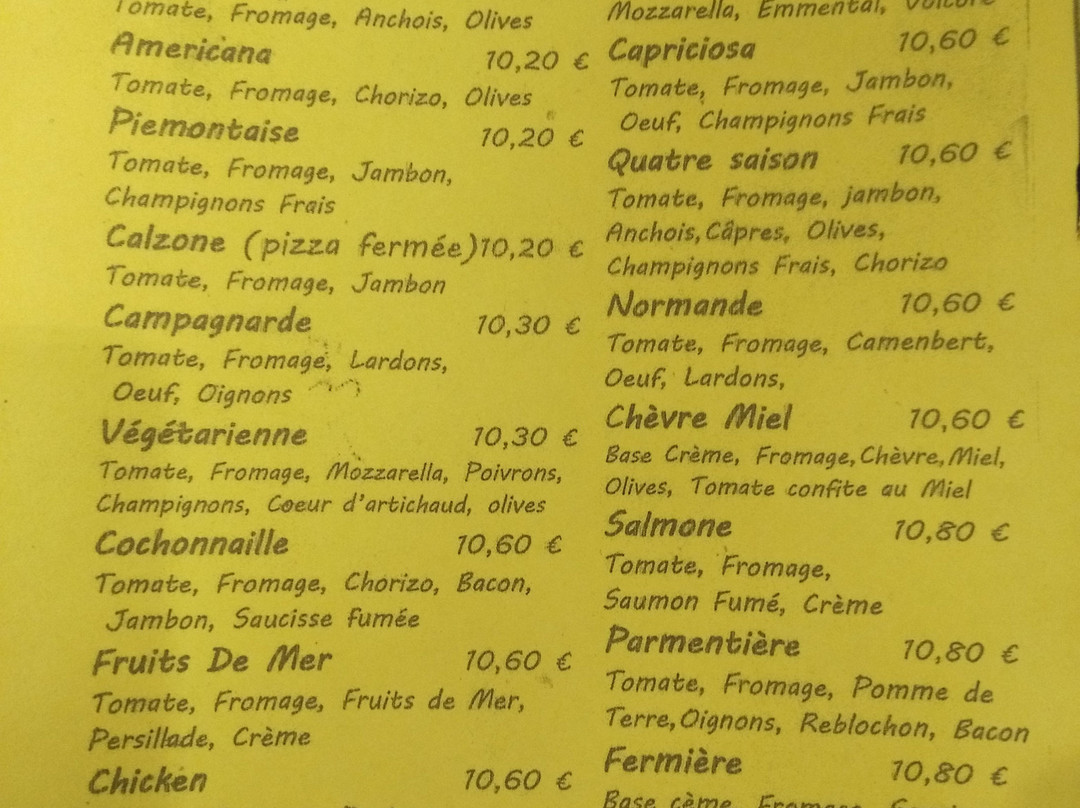 Tomate, Fromage, Anchois, Olives
Americana 10,20 €
Tomate, Fromage, Chorizo, Olives
Piemontaise 10,20 €
Tomate, Fromage, Jambon,
Champignons Frais
Calzone (pizza fermée)10,20 €
Tomate, Fromage, Jambon
Campagnarde 10,30 €
Tomate, Fromage, Lardons,
Oeuf, Oignons
Végétarienne 10,30 €
Tomate, Fromage, Mozzarella, Poivrons,
Champignons, Coeur d'artichaud, olives
Cochonnaille 10,60 €
Tomate, Fromage, Chorizo, Bacon,
Jambon, Saucisse fumée
Fruits De Mer 10,60 €
Tomate, Fromage, Fruits de Mer,
Persillade, Crème
Chicken 10,60 €
Mozzarella, Emmental,
Capriciosa 10,60 €
Tomate, Fromage, Jambon,
Oeuf, Champignons Frais
Quatre saison 10,60 €
Tomate, Fromage, jambon,
Anchois, Câpres, Olives,
Champignons Frais, Chorizo
Normande 10,60 €
Tomate, Fromage, Camenbert,
Oeuf, Lardons,
Chèvre Miel 10,60 €
Base Crème, Fromage, Chèvre, Miel,
Olives, Tomate confite au Miel
Salmone 10,80 €
Tomate, Fromage,
Saumon Fumé, Crème
Parmentière 10,80 €
Tomate, Fromage, Pomme de
Terre, Oignons, Reblochon, Bacon
Fermière 10,80 €
Base cème, Fromage,